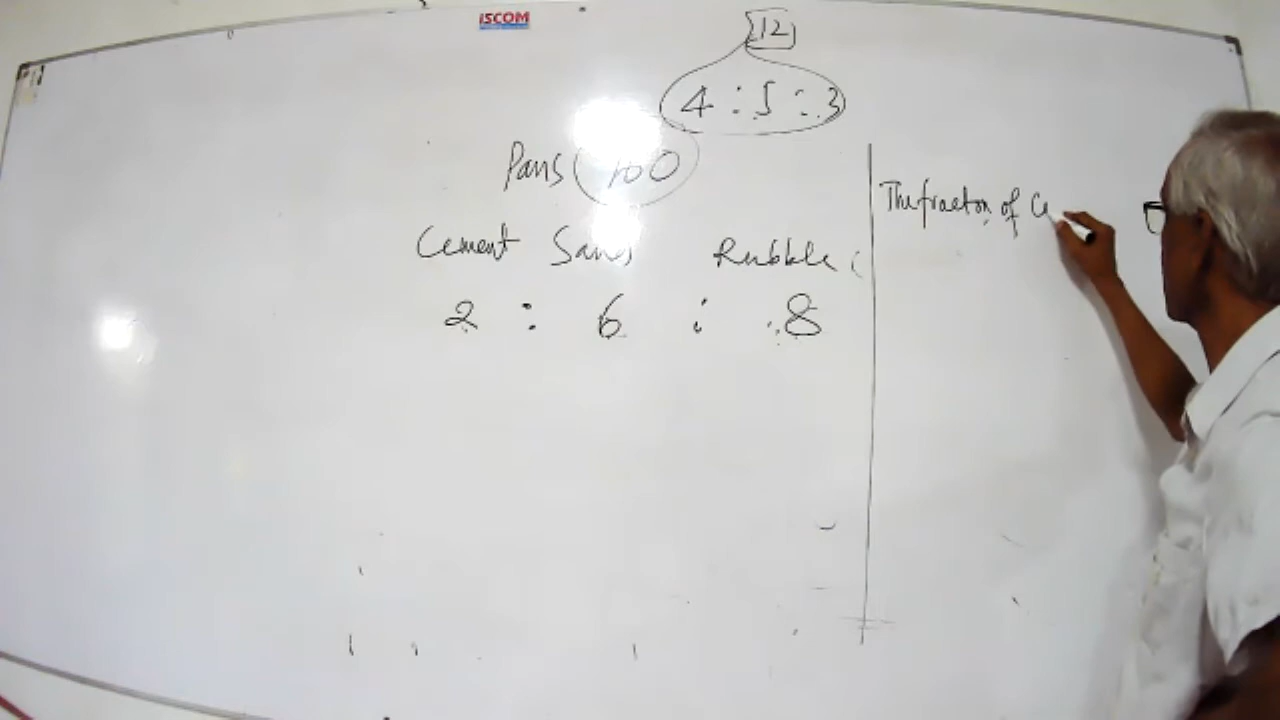 iSCOM
12
4 : 5 : 3
Pans 100
Cement Sand Rubble (
2 : 6 : 8
The fraction of Ce